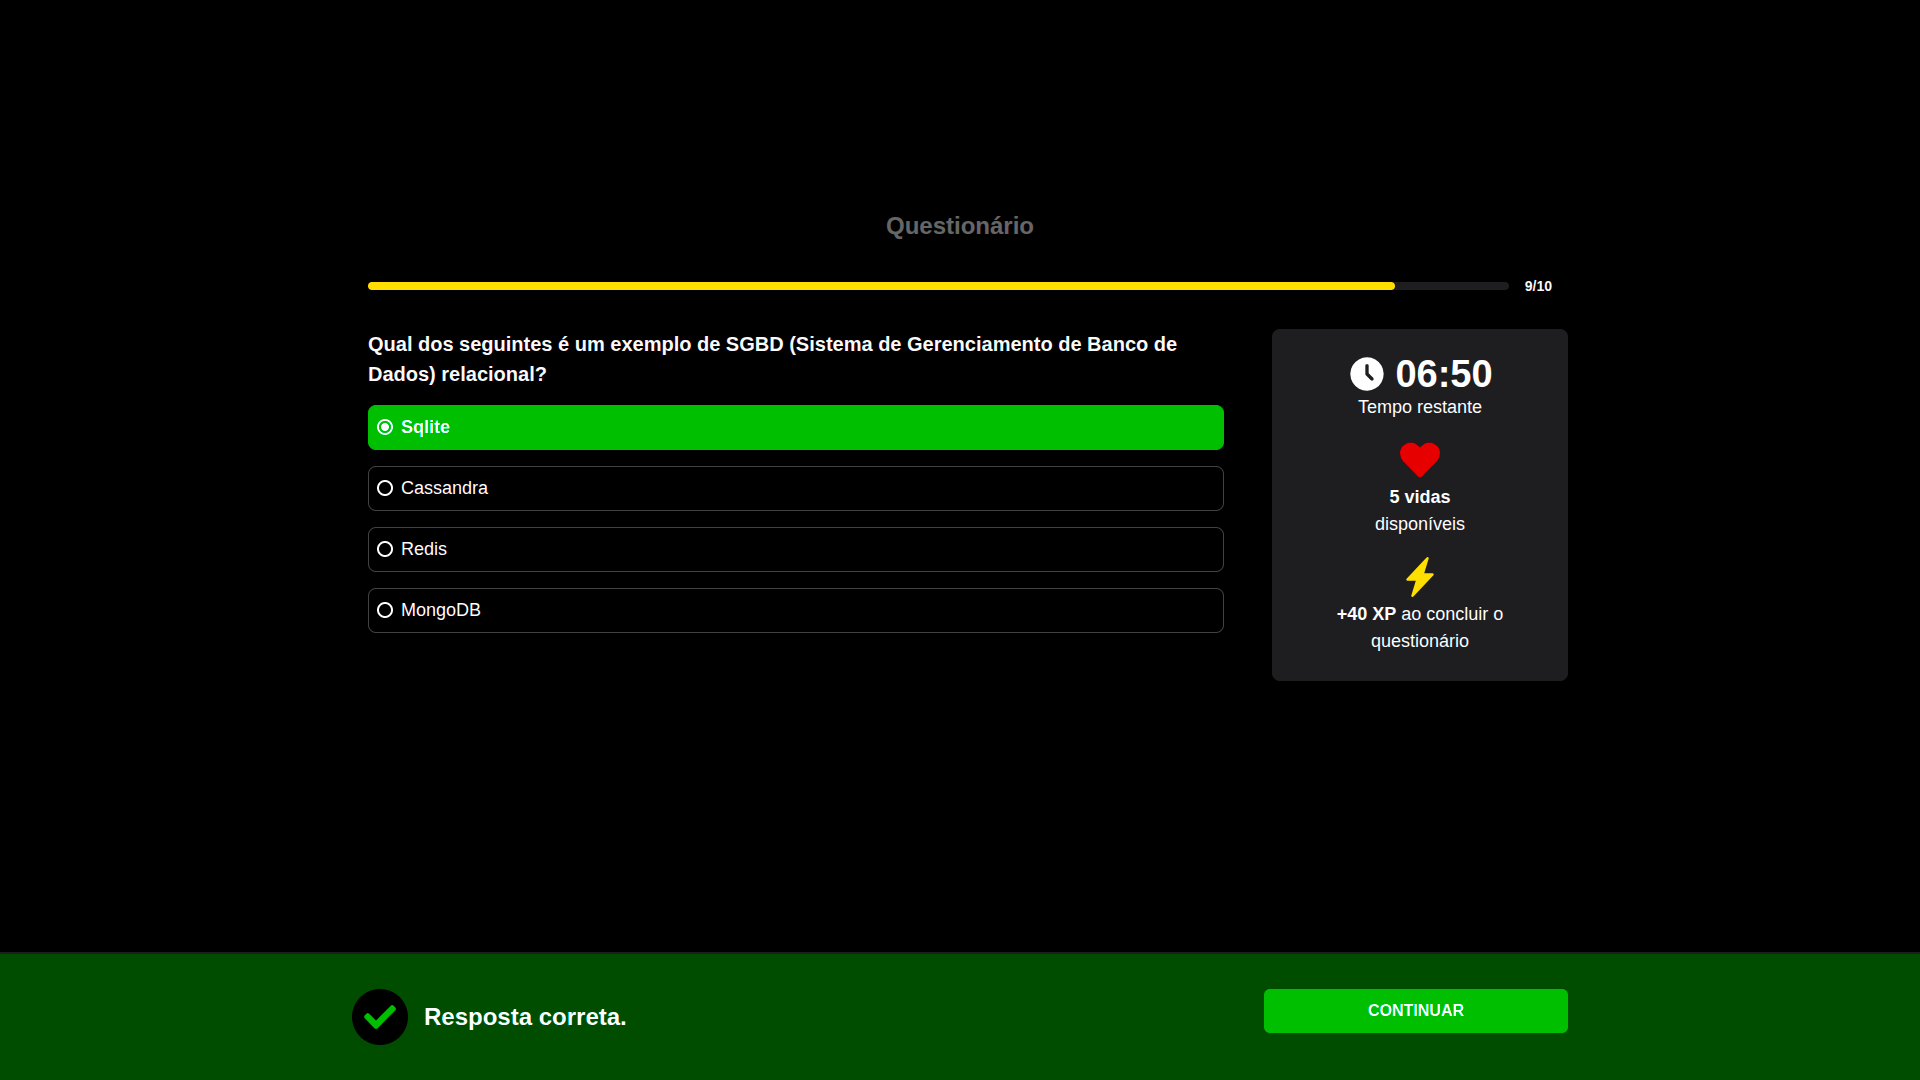 Questionário
9/10
Qual dos seguintes é um exemplo de SGBD (Sistema de Gerenciamento de Banco de
Dados) relacional?
Sqlite
Cassandra
Redis
MongoDB
06:50
Tempo restante
5 vidas
disponíveis
+40 XP ao concluir o
questionário
Resposta correta.
CONTINUAR